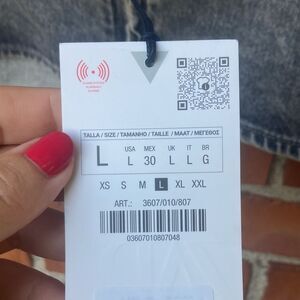 TALLA / SIZE / TAMANHO / TAILLE / MAAT / ΜΕΓΕΘΟΣ
L
USA MEX UK IT BR
L 30 L L G
XS S M L XL XXL
ART.: 3607/010/807
03607010807048